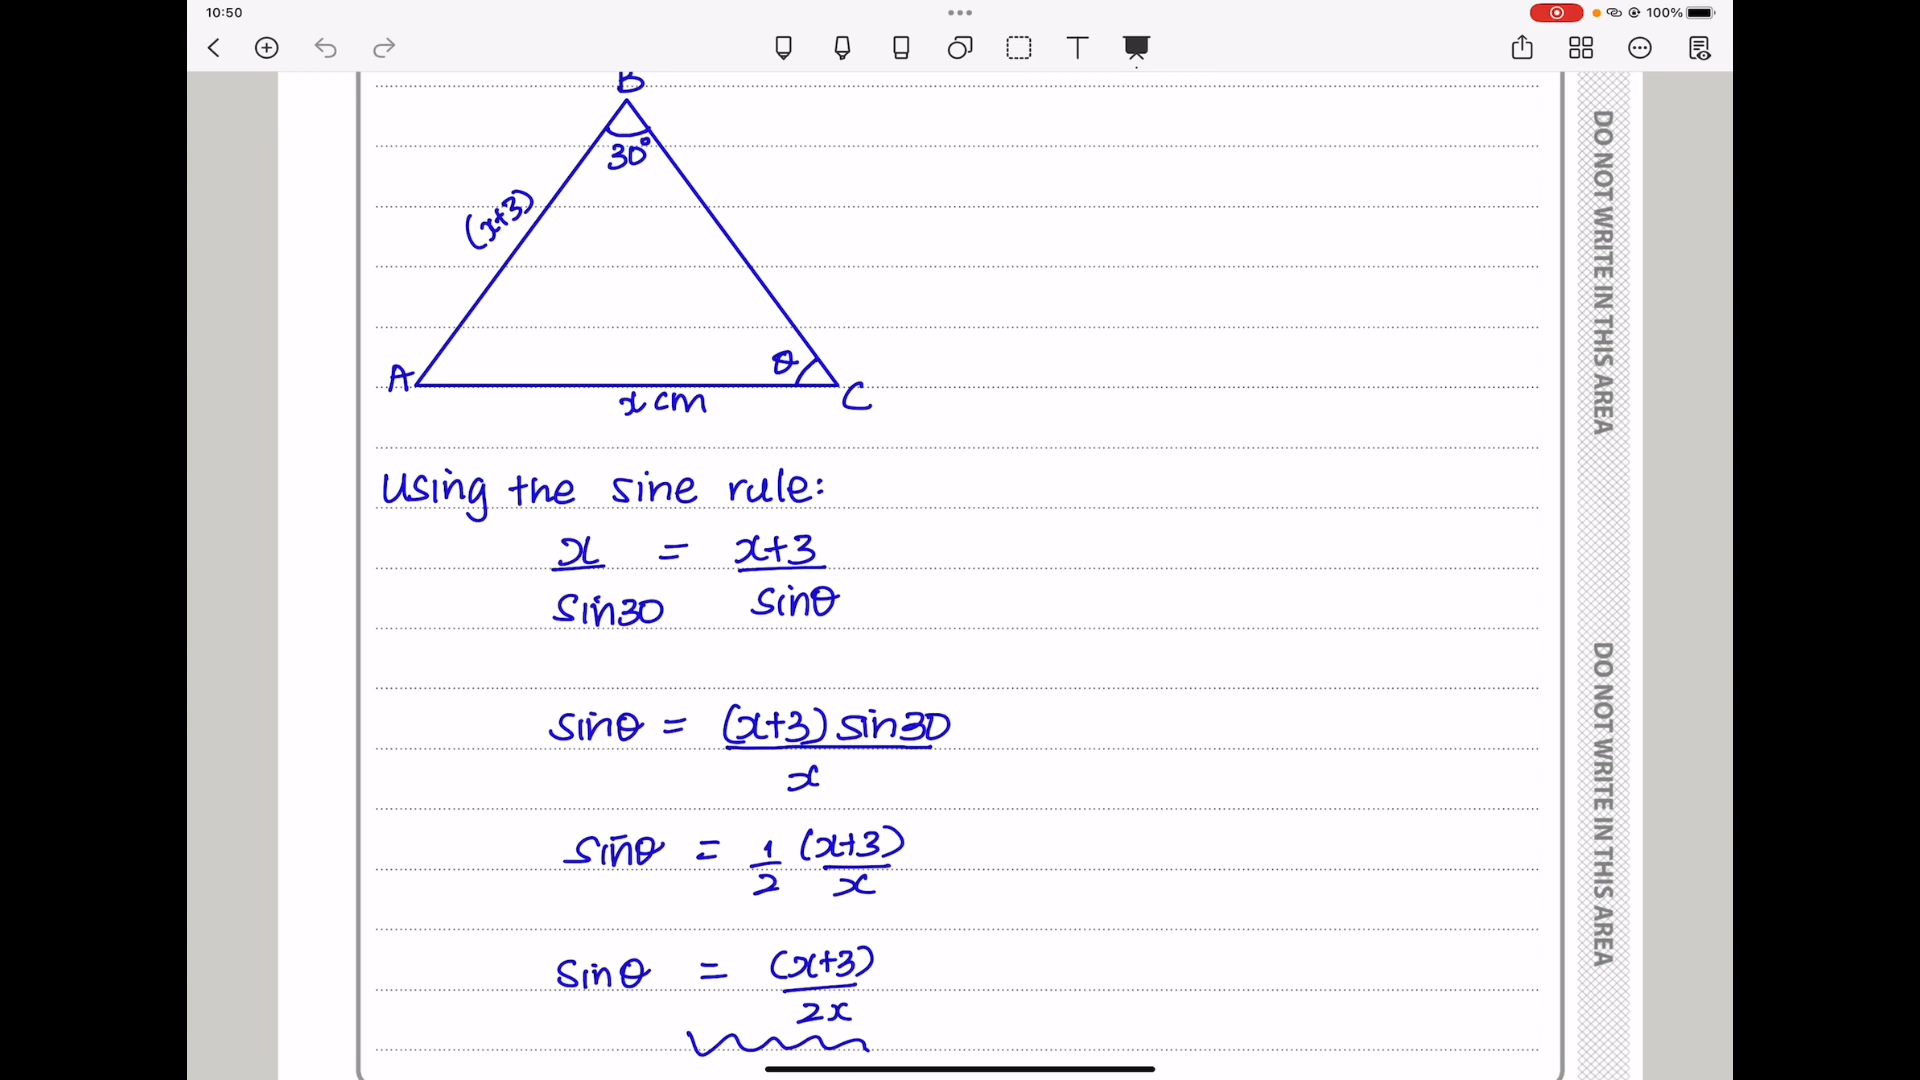 10:50
100%
B
30°
(x+3)
θ
A
x cm
C
Using the sine rule:
x/sin30 = x+3/sinθ
sinθ = (x+3) sin30/x
sinθ = 1/2 (x+3)/x
sinθ = (x+3)/2x
DO NOT WRITE IN THIS AREA
DO NOT WRITE IN THIS AREA